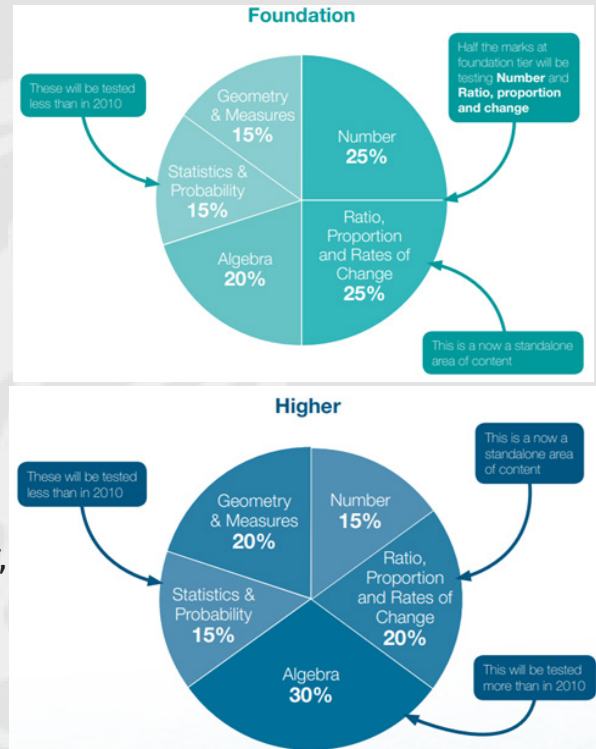 Foundation
These will be tested
less than in 2010
Half the marks at
foundation tier will be
testing Number and
Ratio, proportion
and change
Geometry
& Measures
15%
Number
25%
Statistics &
Probability
15%
Ratio,
Proportion
and Rates of
Change
25%
Algebra
20%
This is a now a standalone
area of content
Higher
These will be tested
less than in 2010
This is a now a
standalone area
of content
Geometry
& Measures
20%
Number
15%
,
Ratio,
Proportion
and Rates of
Change
20%
Statistics &
Probability
15%
Algebra
30%
This will be tested
more than in 2010